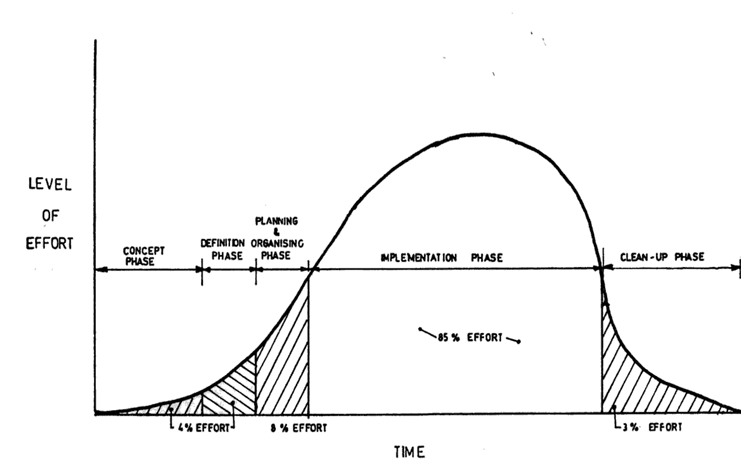 LEVEL
OF
EFFORT
CONCEPT
PHASE
DEFINITION
PHASE
PLANNING
&
ORGANISING
PHASE
IMPLEMENTATION PHASE
CLEAN-UP PHASE
85% EFFORT
4% EFFORT
8% EFFORT
3% EFFORT
TIME